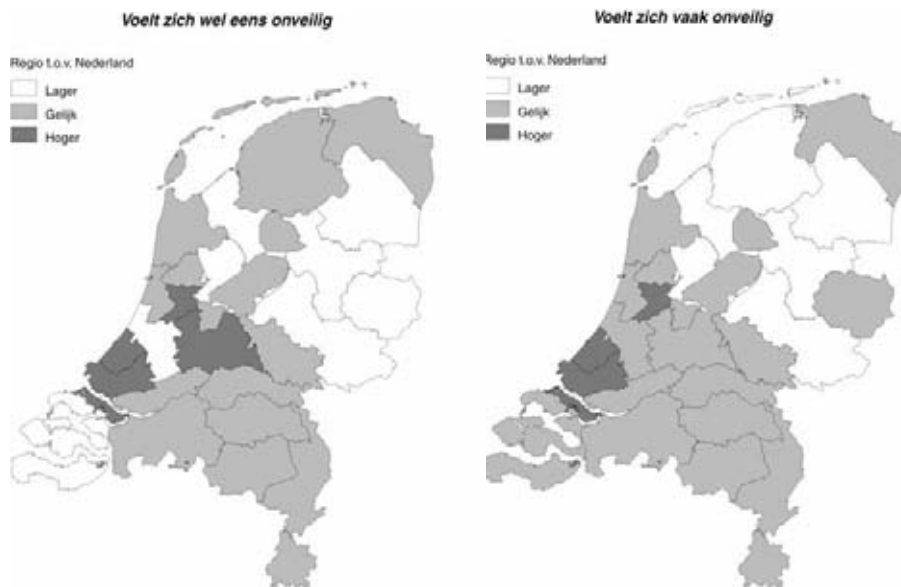 Voelt zich wel eens onveilig
Regio t.o.v. Nederland
Lager
Gelijk
Hoger
Voelt zich vaak onveilig
Regio t.o.v. Nederland
Lager
Gelijk
Hoger